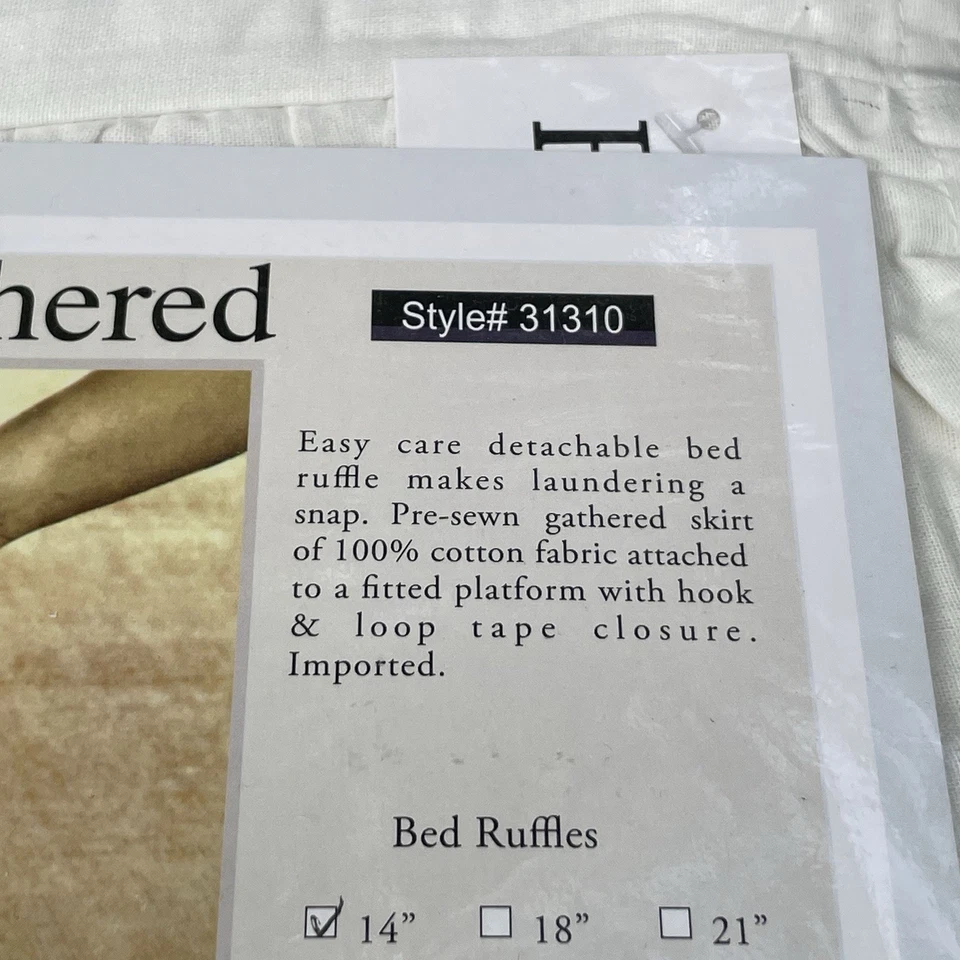 E
hered
Style# 31310
Easy care detachable bed
ruffle makes laundering a
snap. Pre-sewn gathered skirt
of 100% cotton fabric attached
to a fitted platform with hook
& loop tape closure.
Imported.
Bed Ruffles
14” 18” 21”